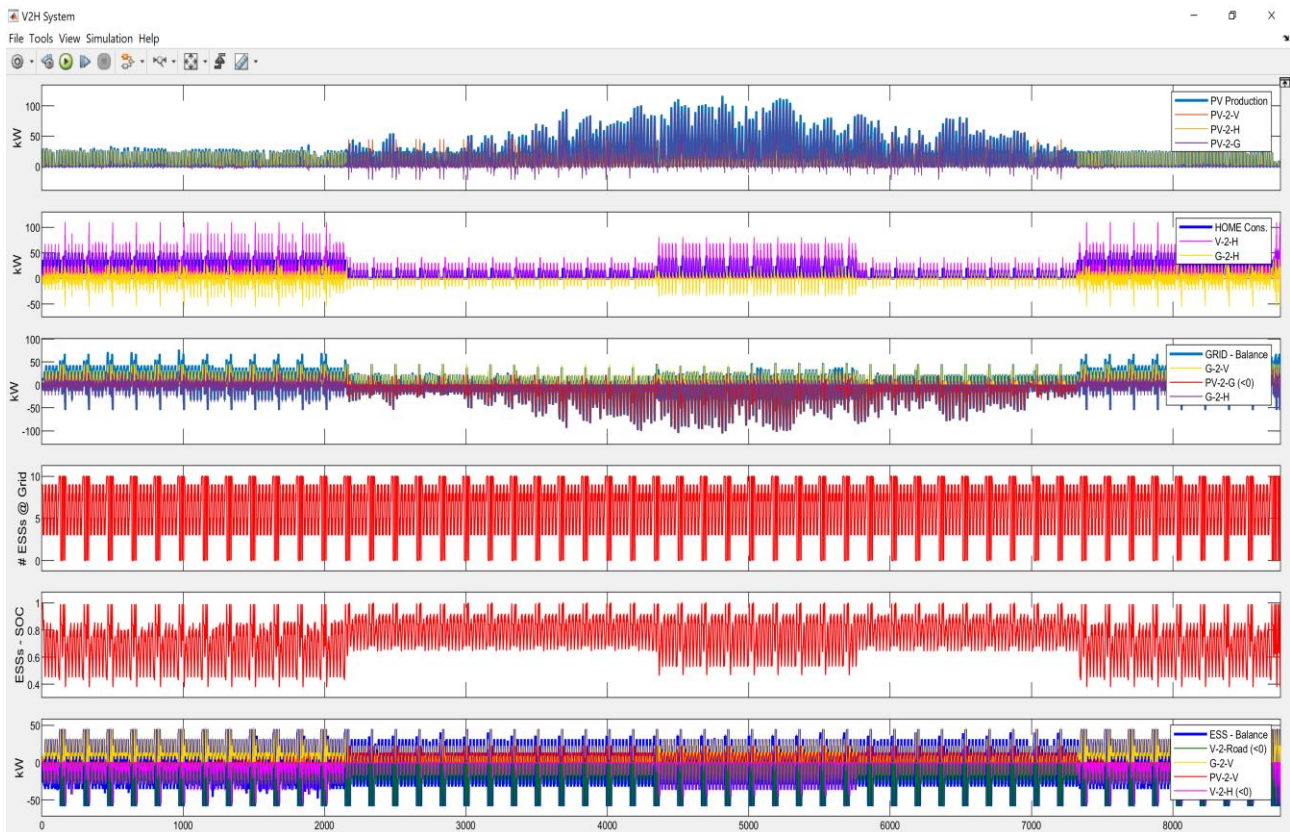 V2H System
File Tools View Simulation Help
100
50
0
kW
PV Production
PV-2-V
PV-2-H
PV-2-G
100
50
0
-50
kW
HOME Cons.
V-2-H
G-2-H
100
50
0
-50
-100
kW
GRID - Balance
G-2-V
PV-2-G (<0)
G-2-H
10
5
0
# ESSs @ Grid
1
0.8
0.6
0.4
ESSs - SOC
50
0
-50
kW
ESS - Balance
V-2-Road (<0)
G-2-V
PV-2-V
V-2-H (<0)
0 1000 2000 3000 4000 5000 6000 7000 8000